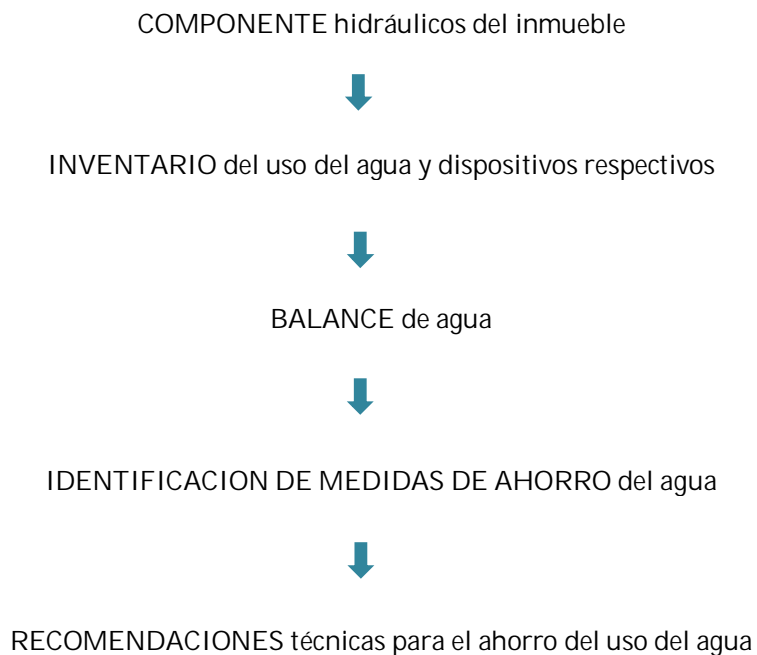 COMPONENTE hidráulicos del inmueble
INVENTARIO del uso del agua y dispositivos respectivos
BALANCE de agua
IDENTIFICACION DE MEDIDAS DE AHORRO del agua
RECOMENDACIONES técnicas para el ahorro del uso del agua